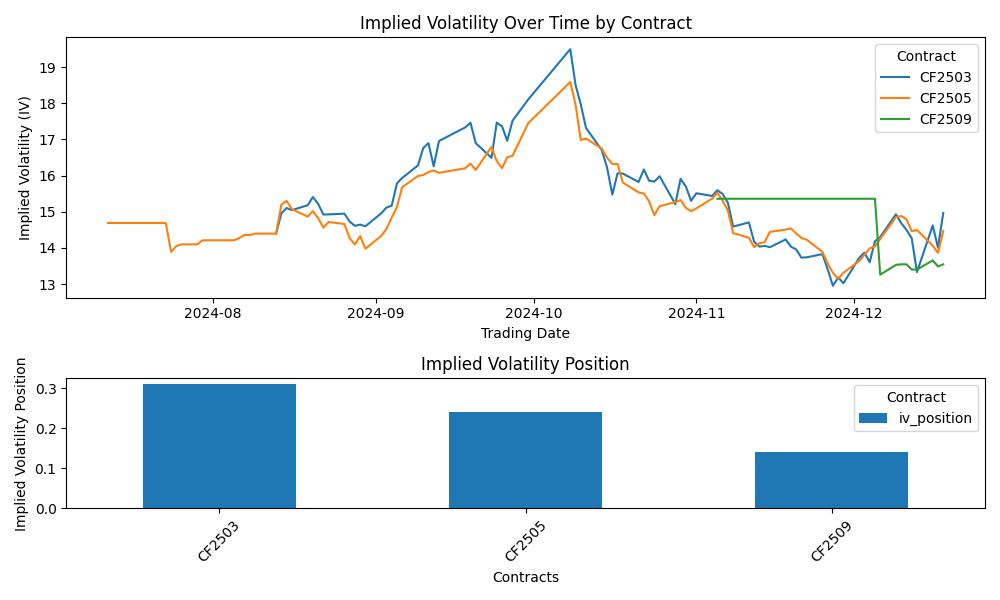 Implied Volatility Over Time by Contract
Implied Volatility (IV)
19
18
17
16
15
14
13
Contract
CF2503
CF2505
CF2509
2024-08 2024-09 2024-10 2024-11 2024-12
Trading Date
Implied Volatility Position
Implied Volatility Position
0.3
0.2
0.1
0.0
Contract
iv_position
CF2503 CF2505 CF2509
Contracts